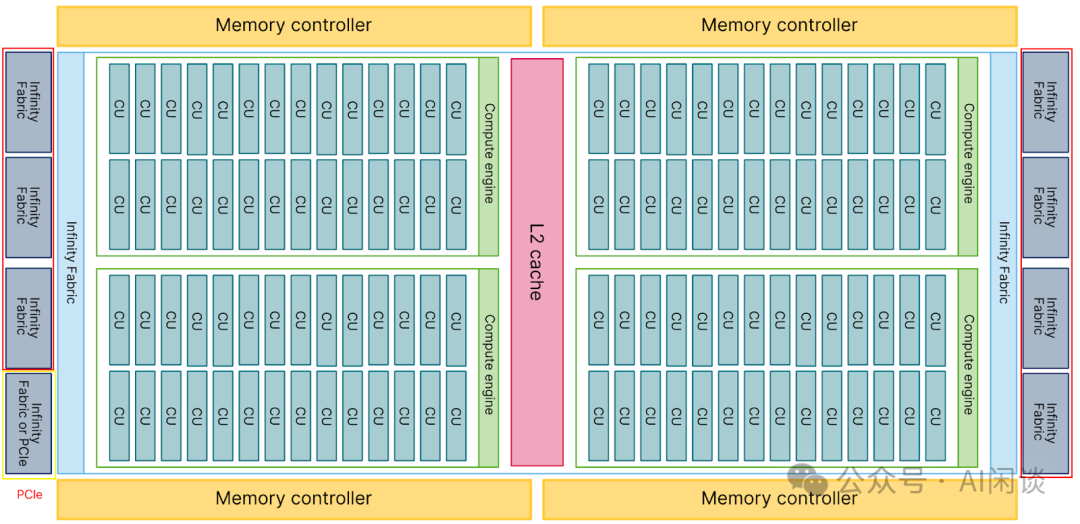 Memory controller
Memory controller
Infinity
Fabric
Infinity
Fabric
Infinity
Fabric
Infinity
Fabric or PCIe
PCIe
Infinity Fabric
CU CU CU CU CU CU CU CU CU CU CU CU CU CU
CU CU CU CU CU CU CU CU CU CU CU CU CU CU
Compute engine
CU CU CU CU CU CU CU CU CU CU CU CU CU CU
CU CU CU CU CU CU CU CU CU CU CU CU CU CU
Compute engine
L2 cache
CU CU CU CU CU CU CU CU CU CU CU CU CU CU
CU CU CU CU CU CU CU CU CU CU CU CU CU CU
Compute engine
CU CU CU CU CU CU CU CU CU CU CU CU CU CU
CU CU CU CU CU CU CU CU CU CU CU CU CU CU
Compute engine
Infinity Fabric
Infinity
Fabric
Infinity
Fabric
Infinity
Fabric
Infinity
Fabric
Memory controller
Memory controller
公众号 · AI闲谈